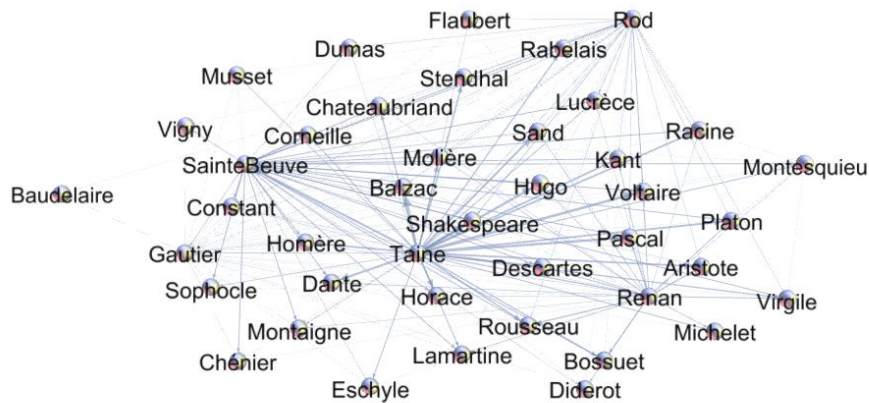 Flaubert
Rod
Dumas
Rabelais
Musset
Stendhal
Chateaubriand
Lucrèce
Vigny
Corneille
Sand
Racine
SainteBeuve
Molière
Kant
Montesquieu
Baudelaire
Balzac
Hugo
Voltaire
Constant
Shakespeare
Platon
Gautier
Homère
Taine
Pascal
Sophocle
Dante
Descartes
Aristote
Horace
Renan
Virgile
Montaigne
Rousseau
Michelet
Chénier
Lamartine
Bossuet
Eschyle
Diderot